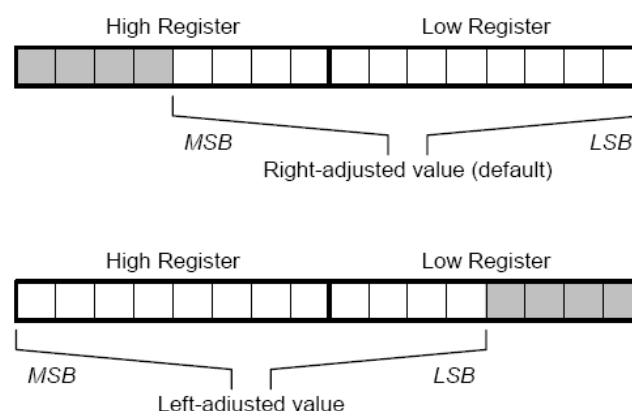 High Register Low Register
MSB LSB
Right-adjusted value (default)
High Register Low Register
MSB LSB
Left-adjusted value